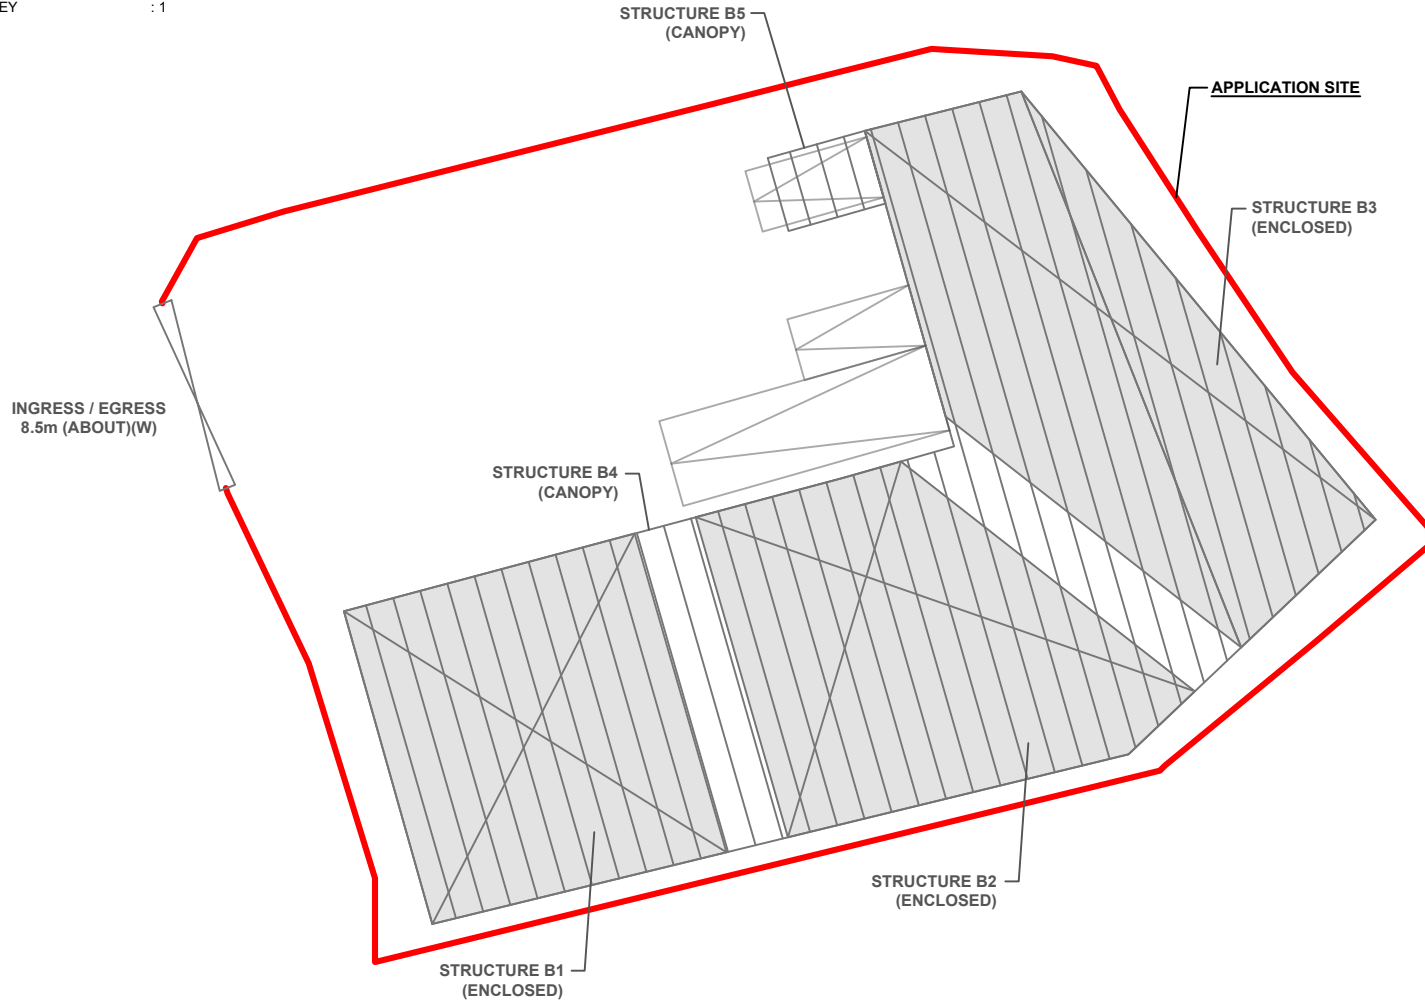 EY : 1
STRUCTURE B5
(CANOPY)
APPLICATION SITE
STRUCTURE B3
(ENCLOSED)
INGRESS / EGRESS
8.5m (ABOUT)(W)
STRUCTURE B4
(CANOPY)
STRUCTURE B2
(ENCLOSED)
STRUCTURE B1
(ENCLOSED)